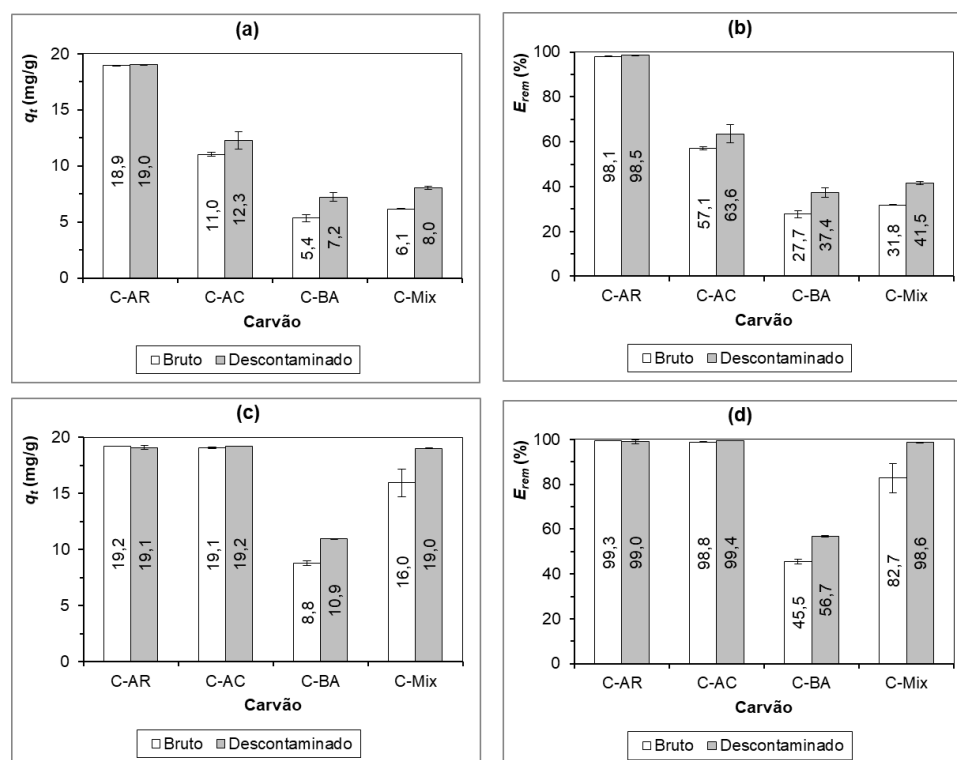 (a)
q_t (mg/g)
20
15
10
5
0
18,9
19,0
11,0
12,3
5,4
7,2
6,1
8,0
C-AR C-AC C-BA C-Mix
Carvão
Bruto Descontaminado
(b)
E_rem (%)
100
80
60
40
20
0
98,1
98,5
57,1
63,6
27,7
37,4
31,8
41,5
C-AR C-AC C-BA C-Mix
Carvão
Bruto Descontaminado
(c)
q_t (mg/g)
20
15
10
5
0
19,2
19,1
19,1
19,2
8,8
10,9
16,0
19,0
C-AR C-AC C-BA C-Mix
Carvão
Bruto Descontaminado
(d)
E_rem (%)
100
80
60
40
20
0
99,3
99,0
98,8
99,4
45,5
56,7
82,7
98,6
C-AR C-AC C-BA C-Mix
Carvão
Bruto Descontaminado